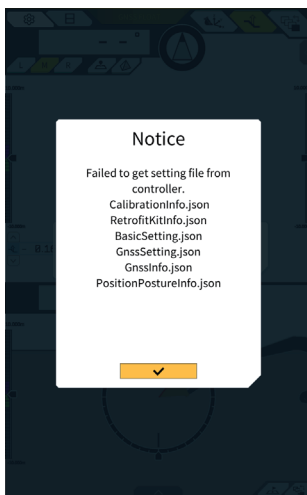 Notice
Failed to get setting file from
controller.
CalibrationInfo.json
RetrofitKitInfo.json
BasicSetting.json
GnssSetting.json
GnssInfo.json
PositionPostureInfo.json